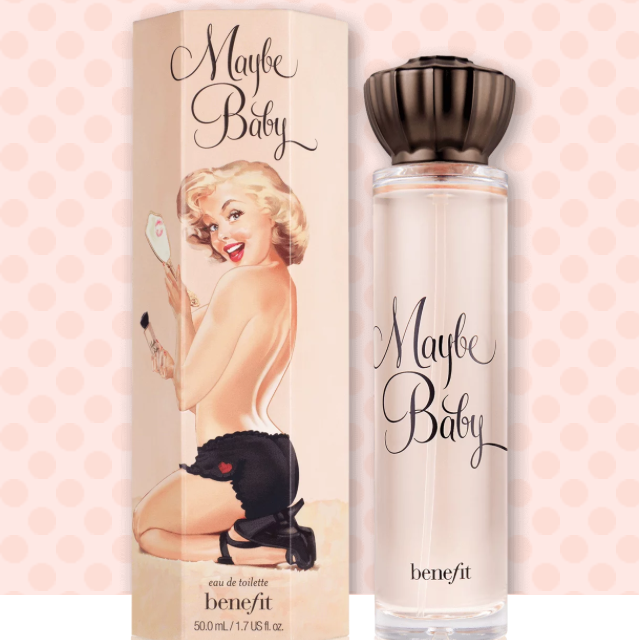 Maybe
Baby
eau de toilette
benefit
50.0 mL / 1.7 US fl. oz.
Maybe
Baby
benefit